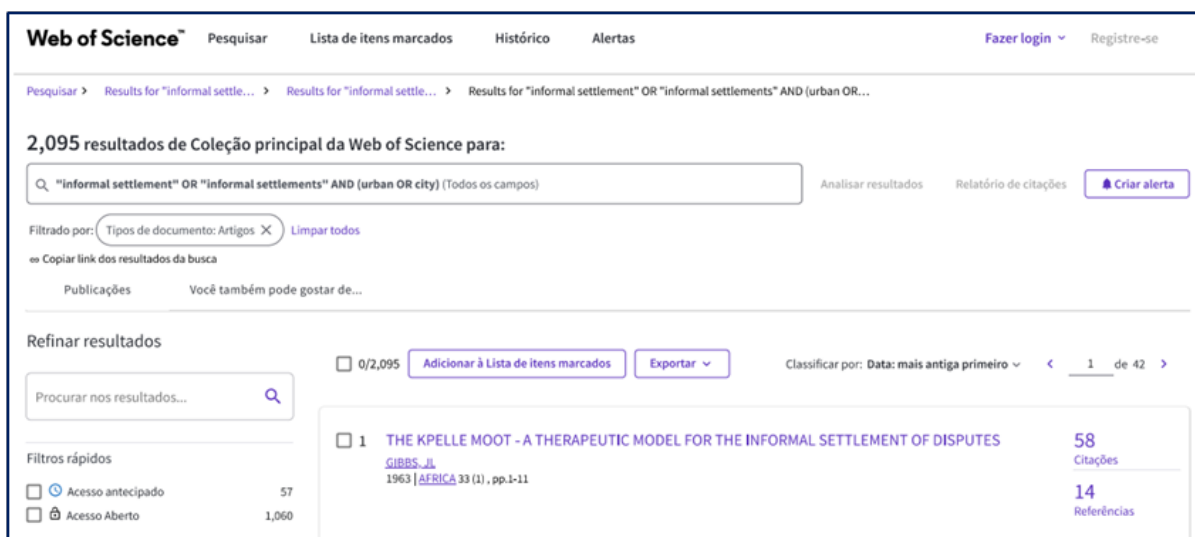 Web of Science™ Pesquisar Lista de itens marcados Histórico Alertas Fazer login Registre-se
Pesquisar > Results for "informal settle... > Results for "informal settle... > Results for "informal settlement" OR "informal settlements" AND (urban OR...
2,095 resultados de Coleção principal da Web of Science para:
"informal settlement" OR "informal settlements" AND (urban OR city) (Todos os campos) Analisar resultados Relatório de citações Criar alerta
Filtrado por: Tipos de documento: Artigos X Limpar todos
Copiar link dos resultados da busca
Publicações Você também pode gostar de...
Refinar resultados
0/2,095 Adicionar à Lista de itens marcados Exportar Classificar por: Data: mais antiga primeiro < 1 de 42 >
Procurar nos resultados...
1 THE KPELLE MOOT - A THERAPEUTIC MODEL FOR THE INFORMAL SETTLEMENT OF DISPUTES 58
GIBBS, JL Citações
1963 | AFRICA 33 (1) , pp.1-11
Filtros rápidos
Acesso antecipado 57 14
Acesso Aberto 1,060 Referências